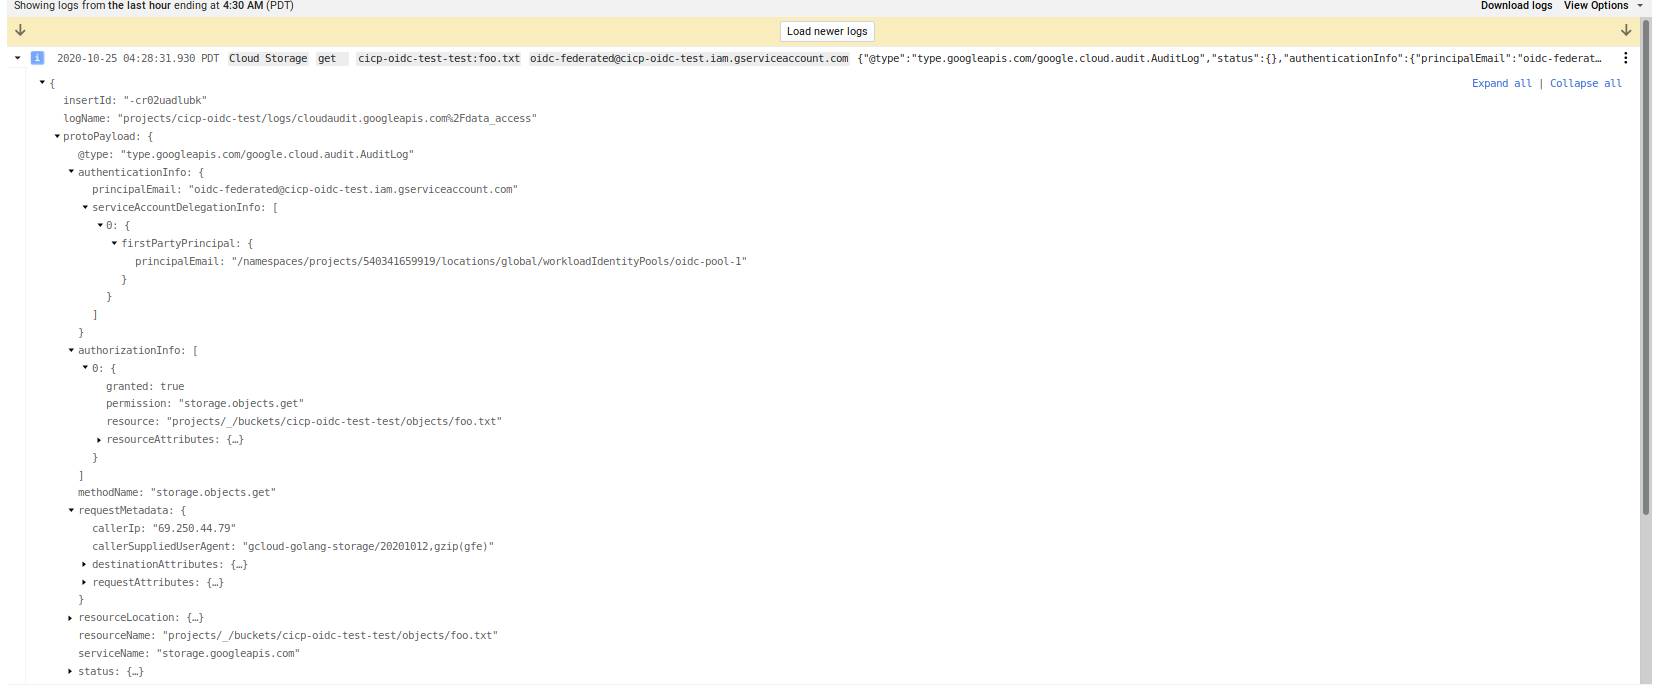 Showing logs from the last hour ending at 4:30 AM (PDT) Download logs View Options
Load newer logs
i 2020-10-25 04:28:31.930 PDT Cloud Storage get cicp-oidc-test-test:foo.txt oidc-federated@cicp-oidc-test.iam.gserviceaccount.com {"@type":"type.googleapis.com/google.cloud.audit.AuditLog","status":{},"authenticationInfo":{"principalEmail":"oidc-federat…
{ Expand all | Collapse all
insertId: "-cr02uadlubk"
logName: "projects/cicp-oidc-test/logs/cloudaudit.googleapis.com%2Fdata_access"
protoPayload: {
@type: "type.googleapis.com/google.cloud.audit.AuditLog"
authenticationInfo: {
principalEmail: "oidc-federated@cicp-oidc-test.iam.gserviceaccount.com"
serviceAccountDelegationInfo: [
0: {
firstPartyPrincipal: {
principalEmail: "/namespaces/projects/540341659919/locations/global/workloadIdentityPools/oidc-pool-1"
}
}
]
}
authorizationInfo: [
0: {
granted: true
permission: "storage.objects.get"
resource: "projects/_/buckets/cicp-oidc-test-test/objects/foo.txt"
resourceAttributes: {…}
}
]
methodName: "storage.objects.get"
requestMetadata: {
callerIp: "69.250.44.79"
callerSuppliedUserAgent: "gcloud-golang-storage/20201012,gzip(gfe)"
destinationAttributes: {…}
requestAttributes: {…}
}
resourceLocation: {…}
resourceName: "projects/_/buckets/cicp-oidc-test-test/objects/foo.txt"
serviceName: "storage.googleapis.com"
status: {…}